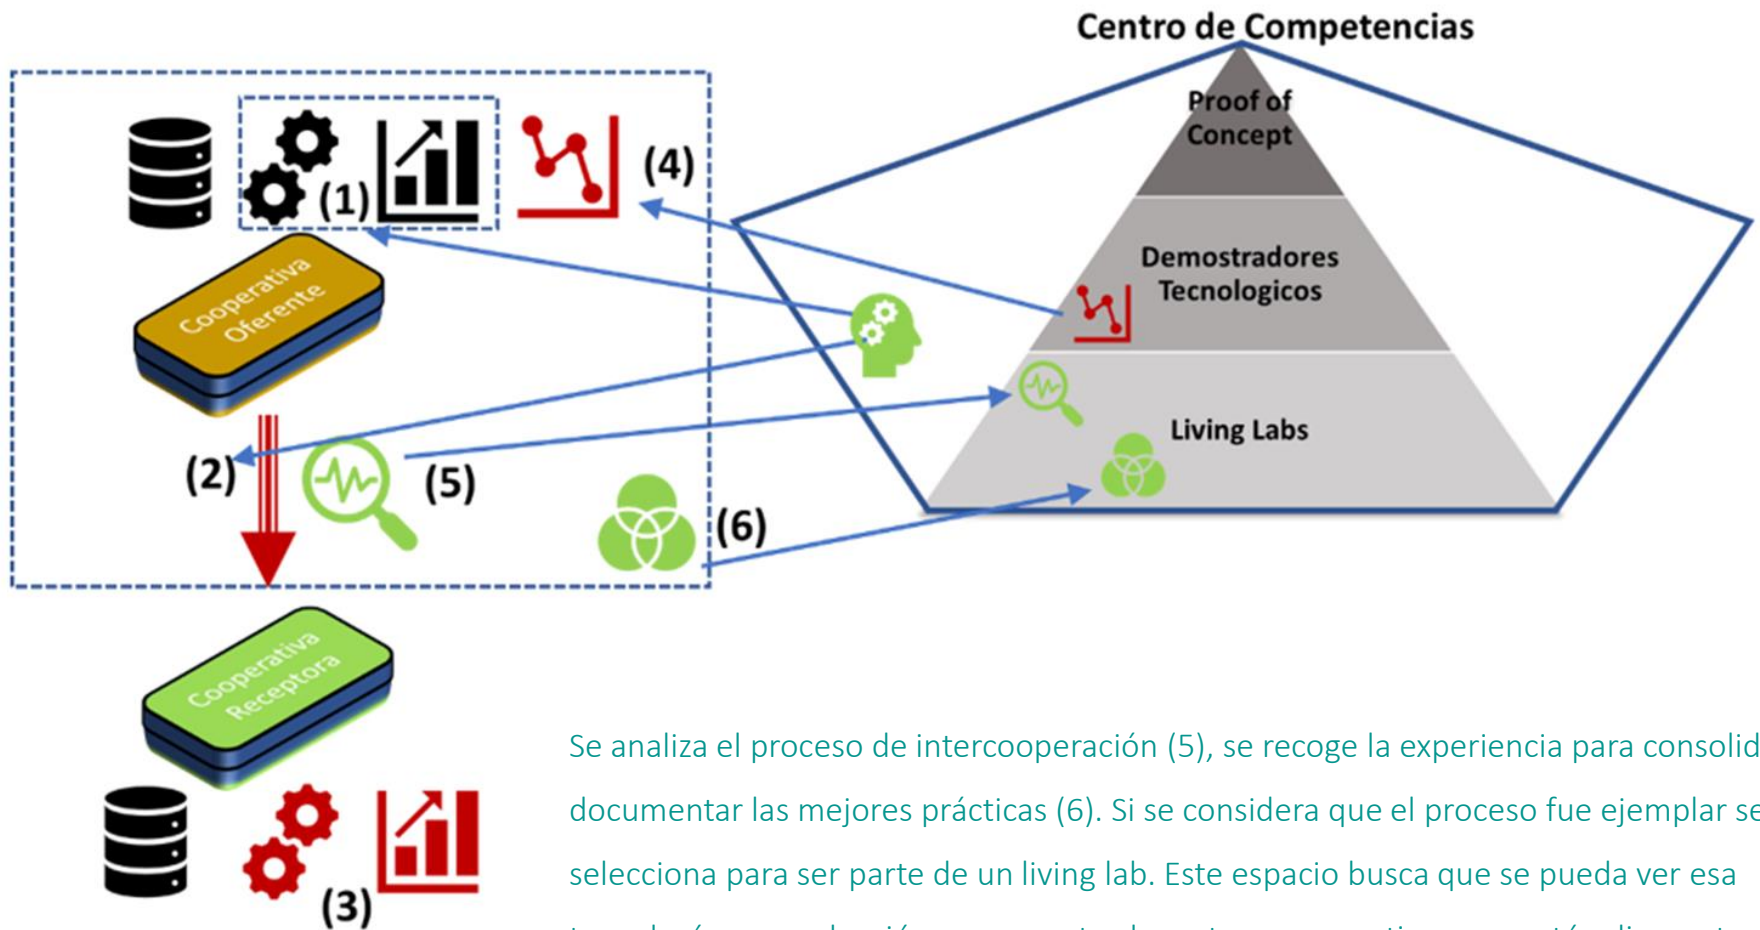 Centro de Competencias
Proof of
Concept
(1)
(4)
Demostradores
Tecnologicos
Cooperativa
Oferente
Living Labs
(2)
(5)
(6)
Cooperativa
Receptora
(3)
Se analiza el proceso de intercooperación (5), se recoge la experiencia para consolid
documentar las mejores prácticas (6). Si se considera que el proceso fue ejemplar se
selecciona para ser parte de un living lab. Este espacio busca que se pueda ver esa